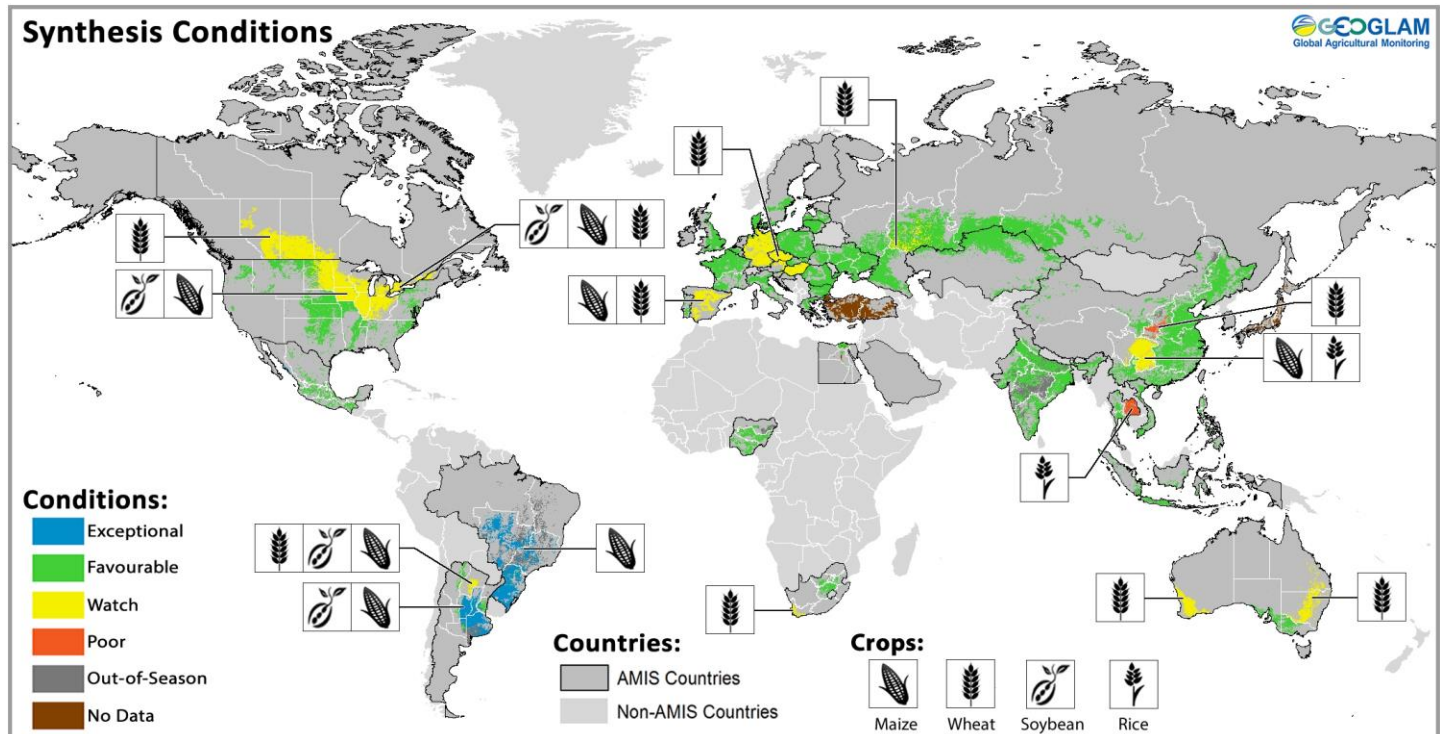 Synthesis Conditions
GEOGLAM
Global Agricultural Monitoring
Conditions:
Exceptional
Favourable
Watch
Poor
Out-of-Season
No Data
Countries:
AMIS Countries
Non-AMIS Countries
Crops:
Maize
Wheat
Soybean
Rice